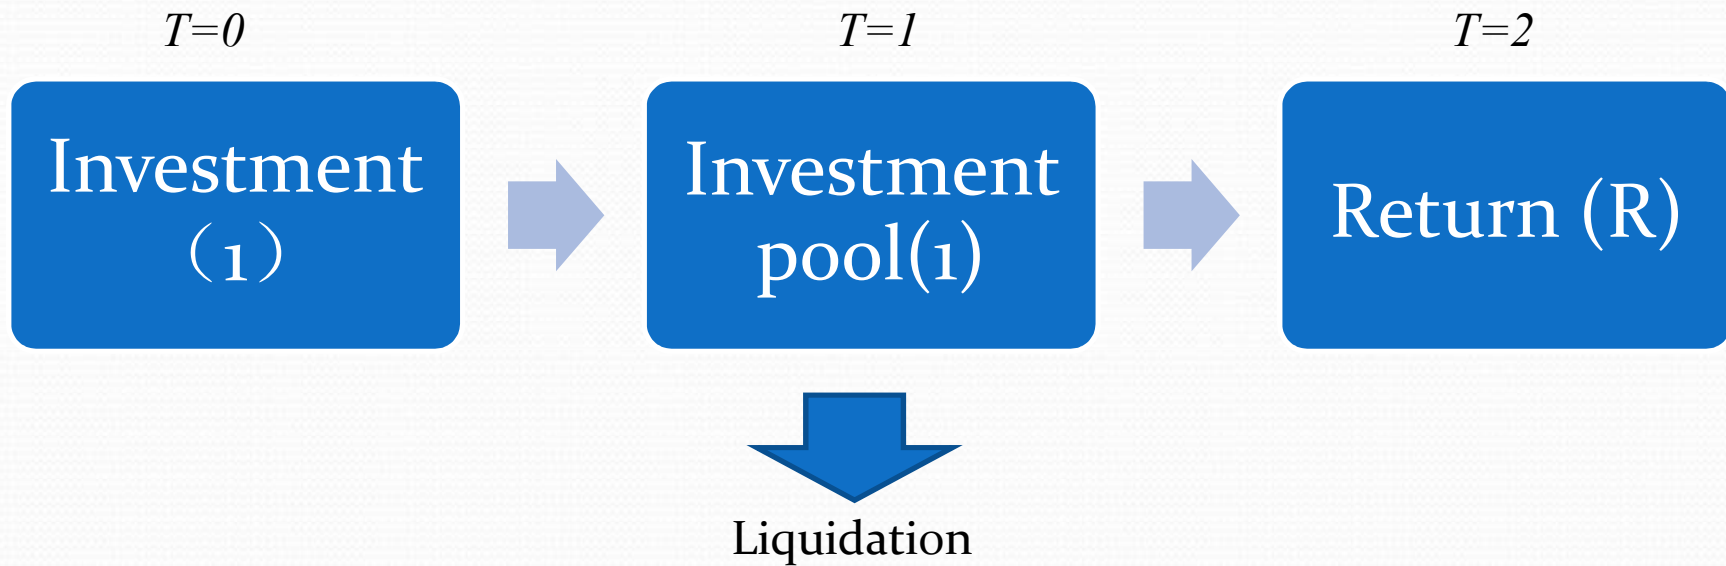 T=0
T=1
T=2
Investment
（1）
Investment
pool(1)
Return (R)
Liquidation